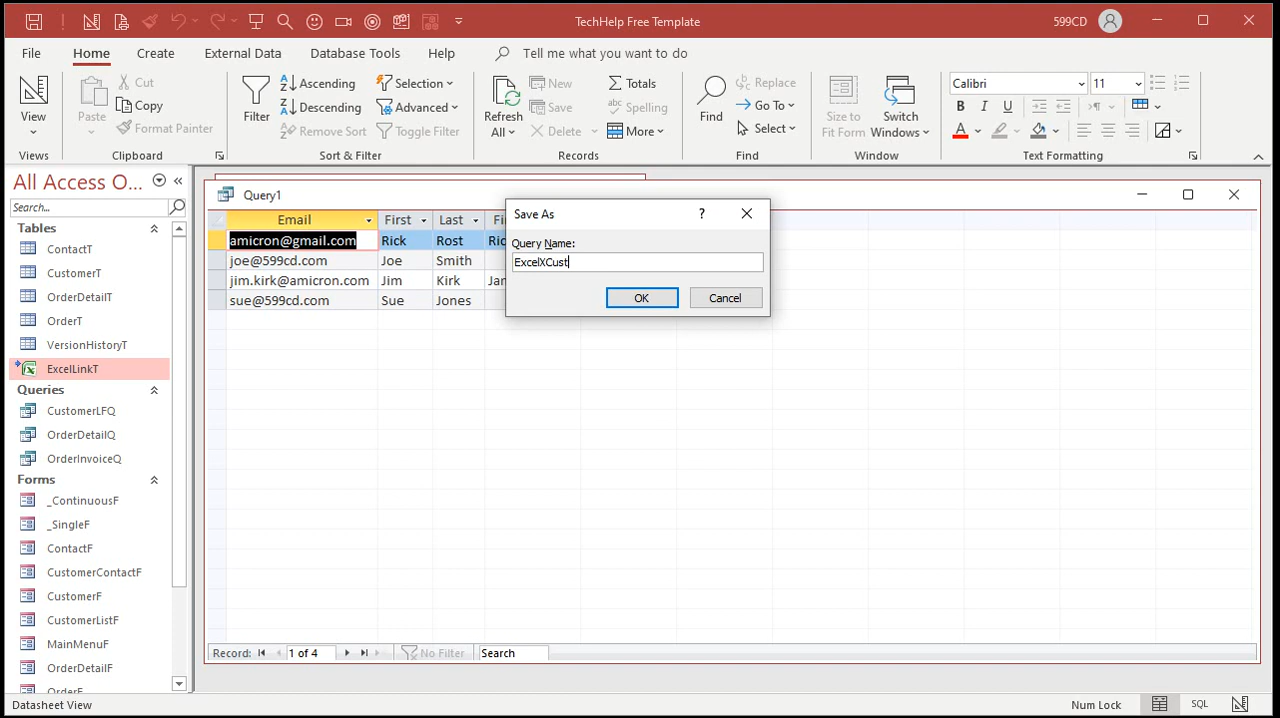 TechHelp Free Template
599CD
File Home Create External Data Database Tools Help Tell me what you want to do
View
Views
Paste
Cut
Copy
Format Painter
Clipboard
Filter
Ascending
Descending
Remove Sort
Selection
Advanced
Toggle Filter
Sort & Filter
Refresh All
New
Save
Delete
Totals
Spelling
More
Records
Find
Replace
Go To
Select
Find
Size to Fit Form
Switch Windows
Window
Calibri
11
B I U
A
Text Formatting
All Access O...
Search...
Tables
ContactT
CustomerT
OrderDetailT
OrderT
VersionHistoryT
ExcelLinkT
Queries
CustomerLFQ
OrderDetailQ
OrderInvoiceQ
Forms
_ContinuousF
_SingleF
ContactF
CustomerContactF
CustomerF
CustomerListF
MainMenuF
OrderDetailF
OrderF
Query1
Email First Last
amicron@gmail.com Rick Rost
joe@599cd.com Joe Smith
jim.kirk@amicron.com Jim Kirk
sue@599cd.com Sue Jones
Save As
?
Query Name:
ExcelXCust
OK Cancel
Record: 1 of 4 No Filter Search
Datasheet View
Num Lock
SQL